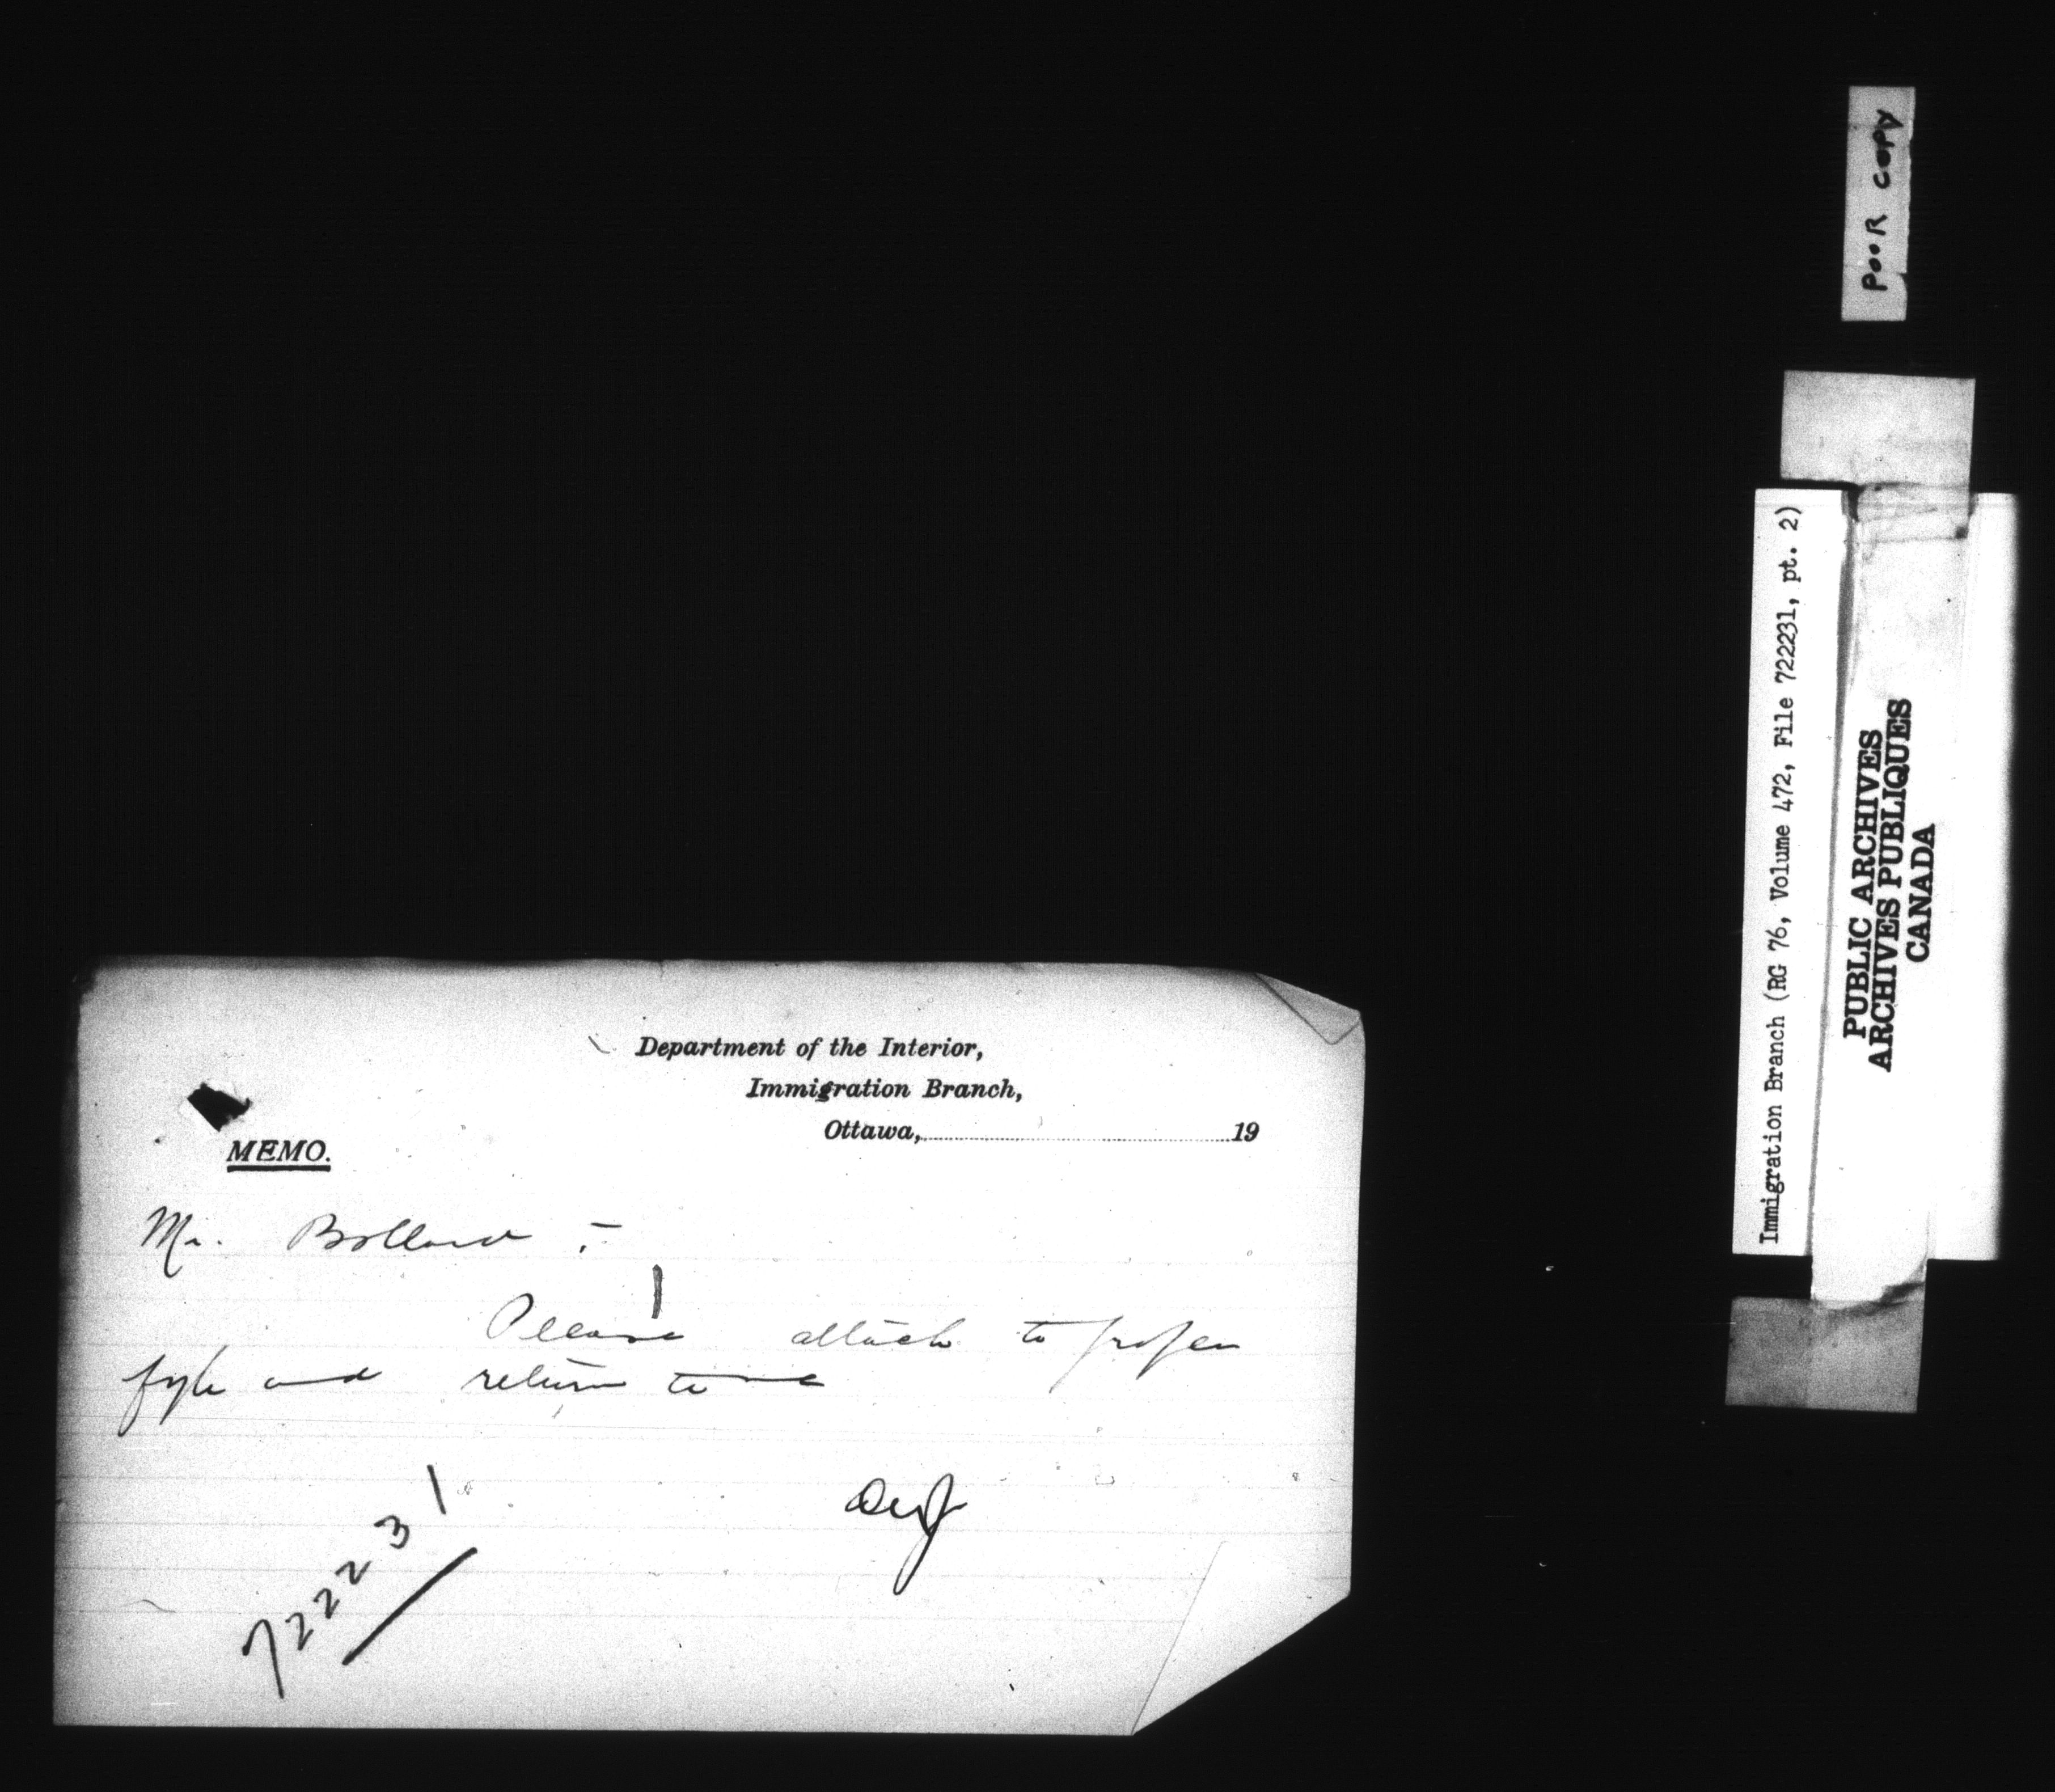 Department of the Interior,
Immigration Branch,
Ottawa, 19
MEMO.
Mr. Bolland :-
Please attach to proper
fyle and return to me
722231
POOR COPY
Immigration Branch (RG 76, Volume 472, File 722231, pt. 2)
PUBLIC ARCHIVES
ARCHIVES PUBLIQUES
CANADA